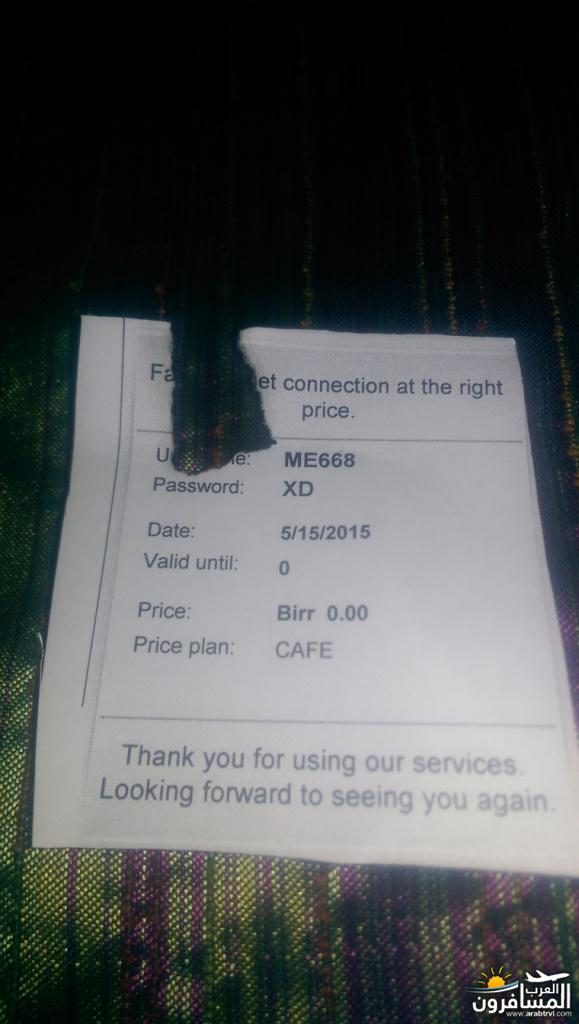 et connection at the right
price.
ME668
Password: XD
Date: 5/15/2015
Valid until: 0
Price: Birr 0.00
Price plan: CAFE
Thank you for using our services.
Looking forward to seeing you again.
العرب
المسافرون
www.arabtrvl.com